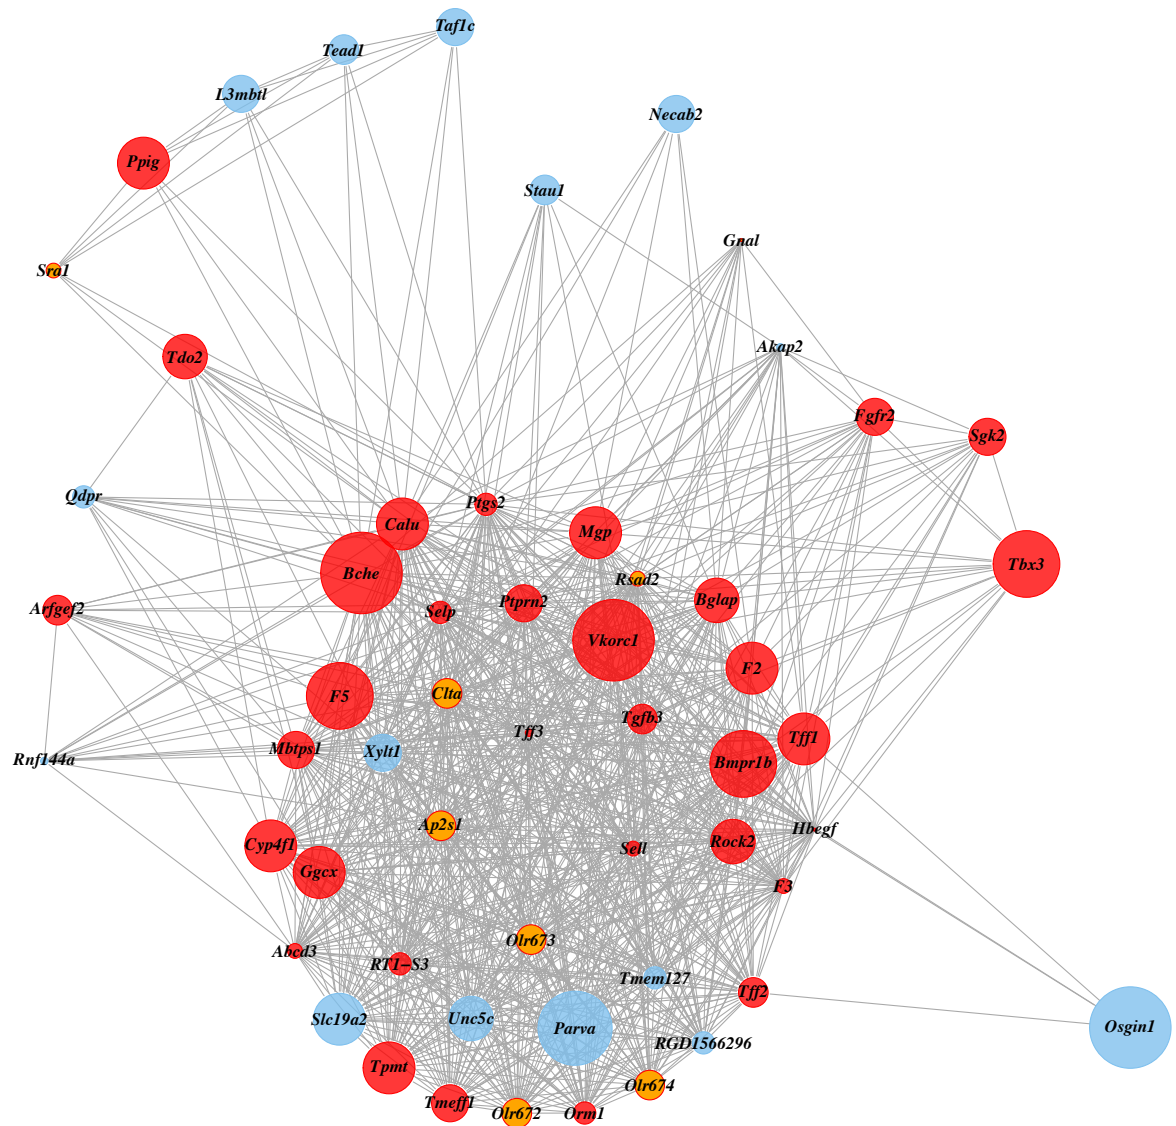 Taf1c
Tead1
L3mbtl
Necab2
Ppig
Stau1
Gnal
Sra1
Akap2
Tdo2
Fgfr2
Sgk2
Qdpr
Ptgs2
Calu
Mgp
Tbx3
Bche
Rsad2
Ptprn2
Bglap
Arfgef2
Selp
Vkorc1
F2
F5
Clta
Tgfb3
Tff3
Tff1
Mbtps1
Xylt1
Rnf144a
Bmpr1b
Ap2s1
Hbegf
Cyp4f1
Rock2
Sell
Ggcx
F3
Olr673
Abcd3
RT1−S3
Tmem127
Tff2
Slc19a2
Unc5c
Parva
Osgin1
RGD1566296
Tpmt
Olr674
Tmeff1
Olr672
Orm1